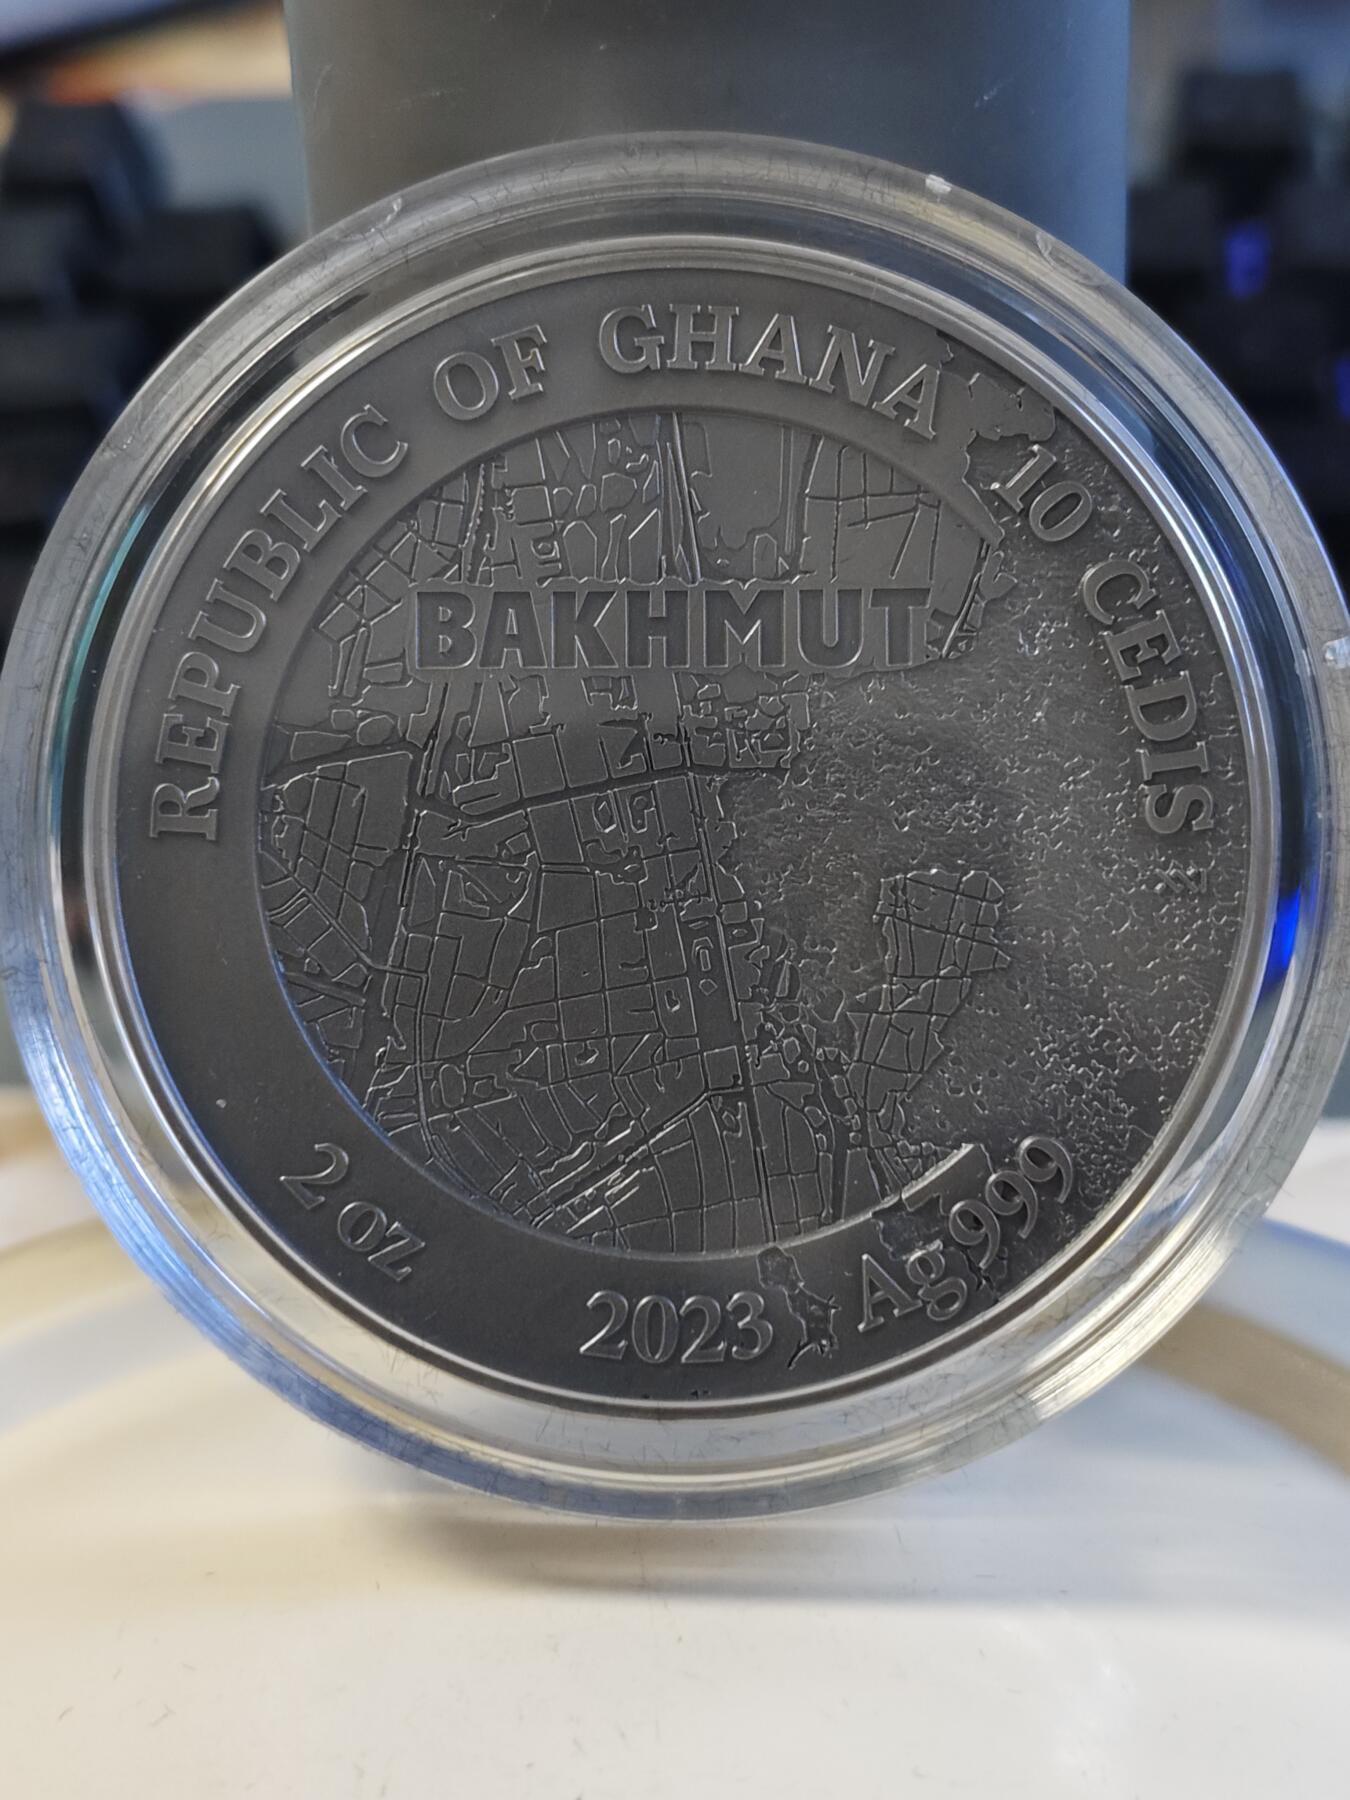 REPUBLIC OF GHANA 10 CEDIS
BAKHMUT
2 OZ 2023 Ag 999